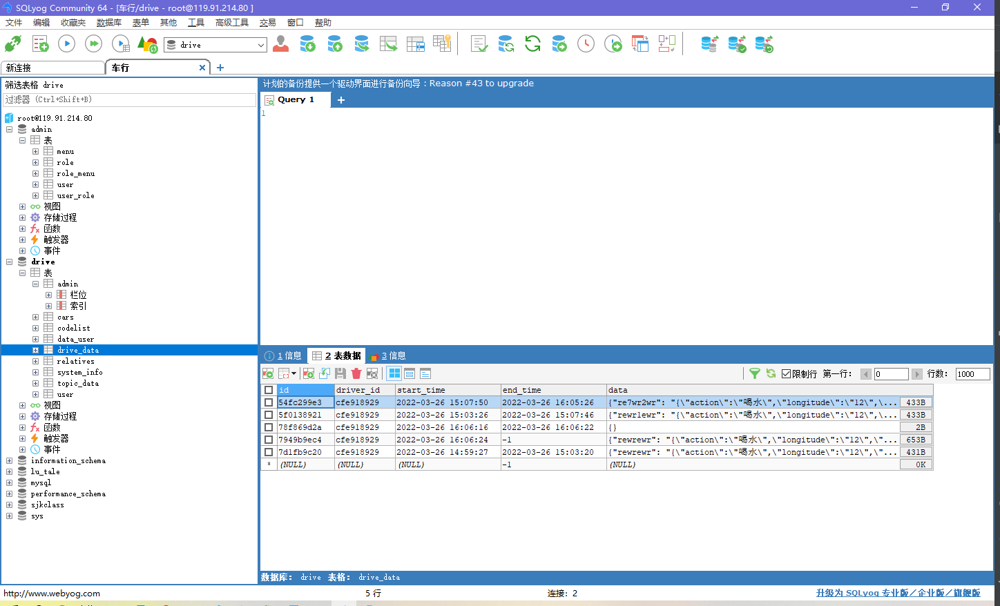 SQLyog Community 64 - [车行/drive - root@119.91.214.80 ]
文件 编辑 收藏夹 数据库 表单 其他 工具 高级工具 交易 窗口 帮助
drive
新连接 车行
筛选表格 drive
过滤器 (Ctrl+Shift+B)
root@119.91.214.80
admin
表
menu
role
role_menu
user
user_role
视图
存储过程
函数
触发器
事件
drive
表
admin
栏位
索引
cars
codelist
data_user
drive_data
relatives
system_info
topic_data
user
视图
存储过程
函数
触发器
事件
information_schema
lu_tale
mysql
performance_schema
sjkclass
sys
计划的备份提供一个驱动界面进行备份向导：Reason #43 to upgrade
Query 1
1
1 信息 2 表数据 3 信息
限制行 第一行: 0 行数: 1000
id driver_id start_time end_time data
54fc299e3 cfe918929 2022-03-26 15:07:50 2022-03-26 16:05:26 {"re7wr2wr": "{\"action\":\"喝水\",\"longitude\":\"12\",\... 433B
5f0138921 cfe918929 2022-03-26 15:03:26 2022-03-26 15:07:46 {"rewr1ewr": "{\"action\":\"喝水\",\"longitude\":\"12\",\... 433B
78f869d2a cfe918929 2022-03-26 16:06:16 2022-03-26 16:06:22 {} 2B
7949b9ec4 cfe918929 2022-03-26 16:06:24 -1 {"rewrewr": "{\"action\":\"喝水\",\"longitude\":\"12\",\"... 653B
7d1fb9c20 cfe918929 2022-03-26 14:59:27 2022-03-26 15:03:20 {"rewrewr": "{\"action\":\"喝水\",\"longitude\":\"12\",\"... 431B
* (NULL) (NULL) (NULL) -1 (NULL) 0K
数据库: drive 表格: drive_data
http://www.webyog.com 5 行 连接: 2 升级为 SQLyog 专业版/企业版/旗舰版